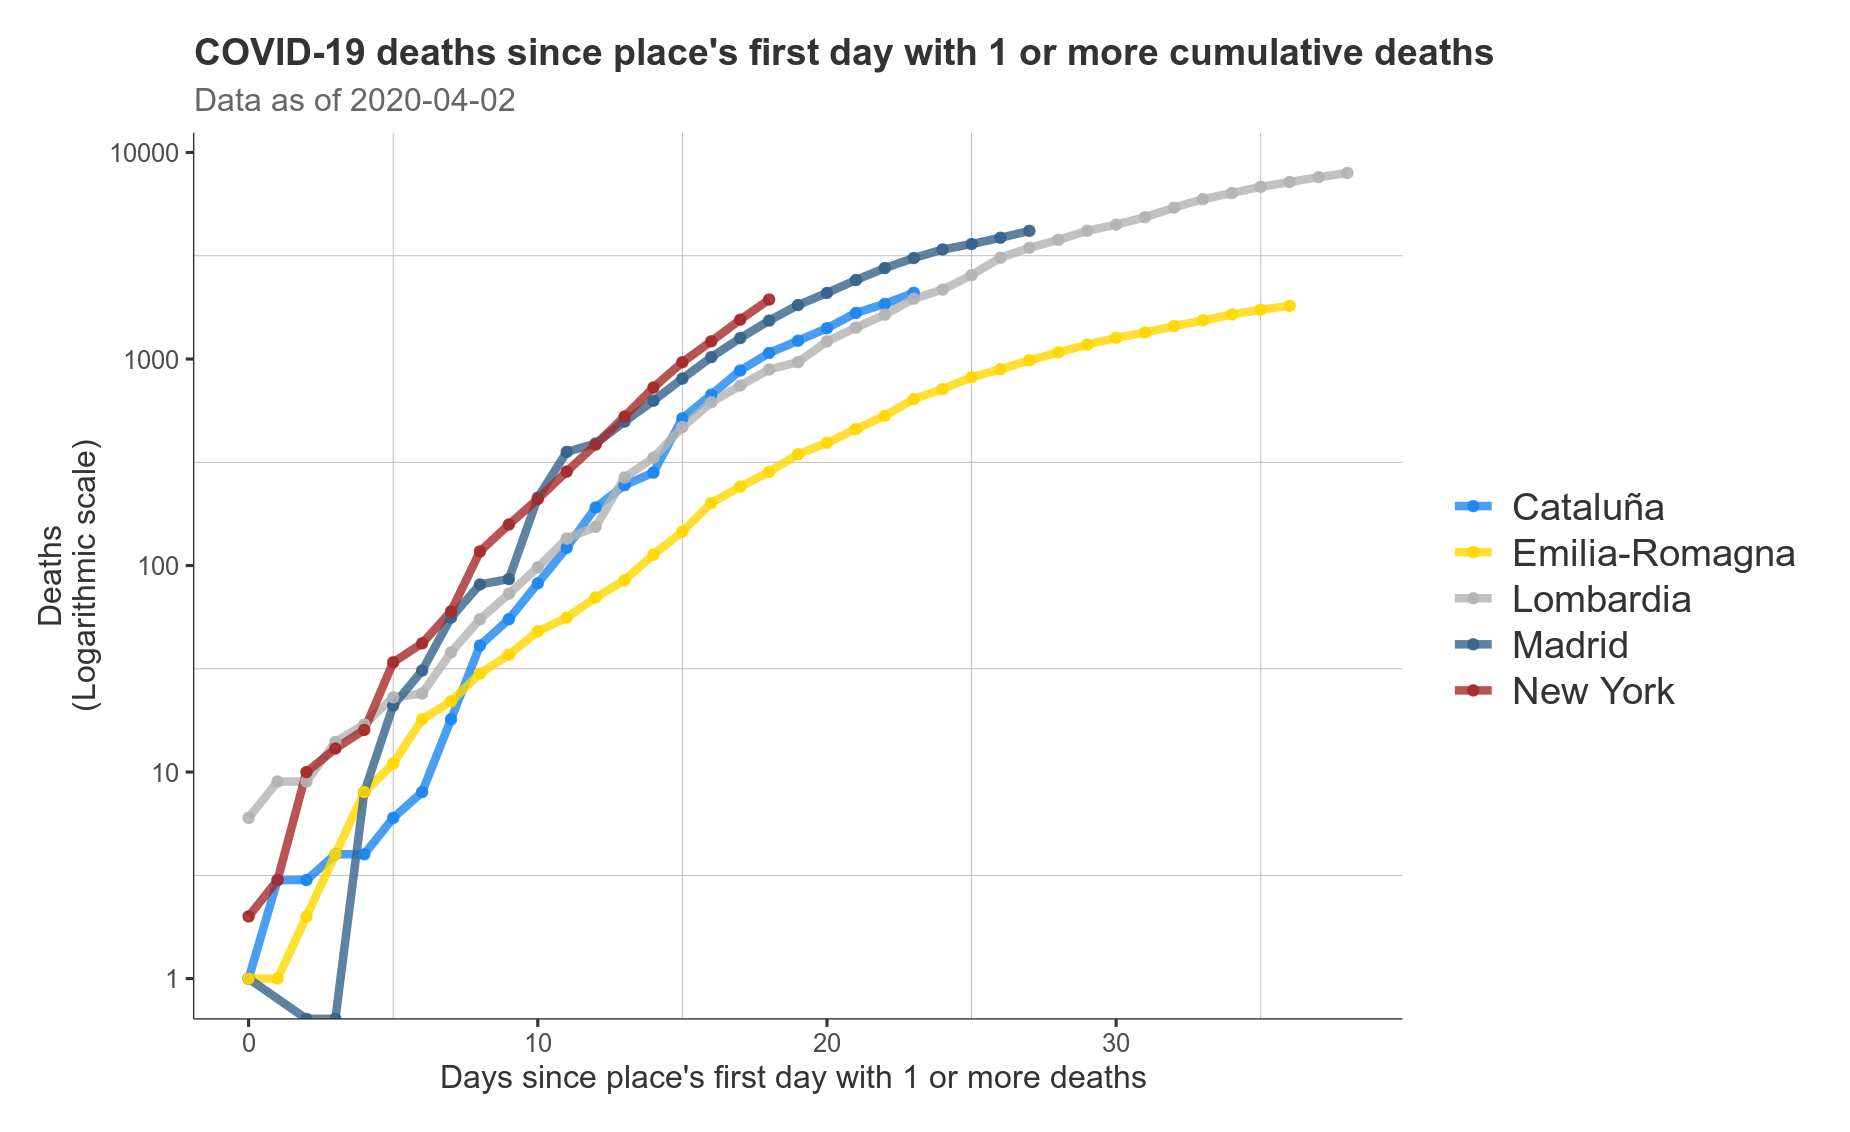 COVID-19 deaths since place's first day with 1 or more cumulative deaths
Data as of 2020-04-02
10000
1000
100
10
1
Deaths
(Logarithmic scale)
0
10
20
30
Days since place's first day with 1 or more deaths
Cataluña
Emilia-Romagna
Lombardia
Madrid
New York